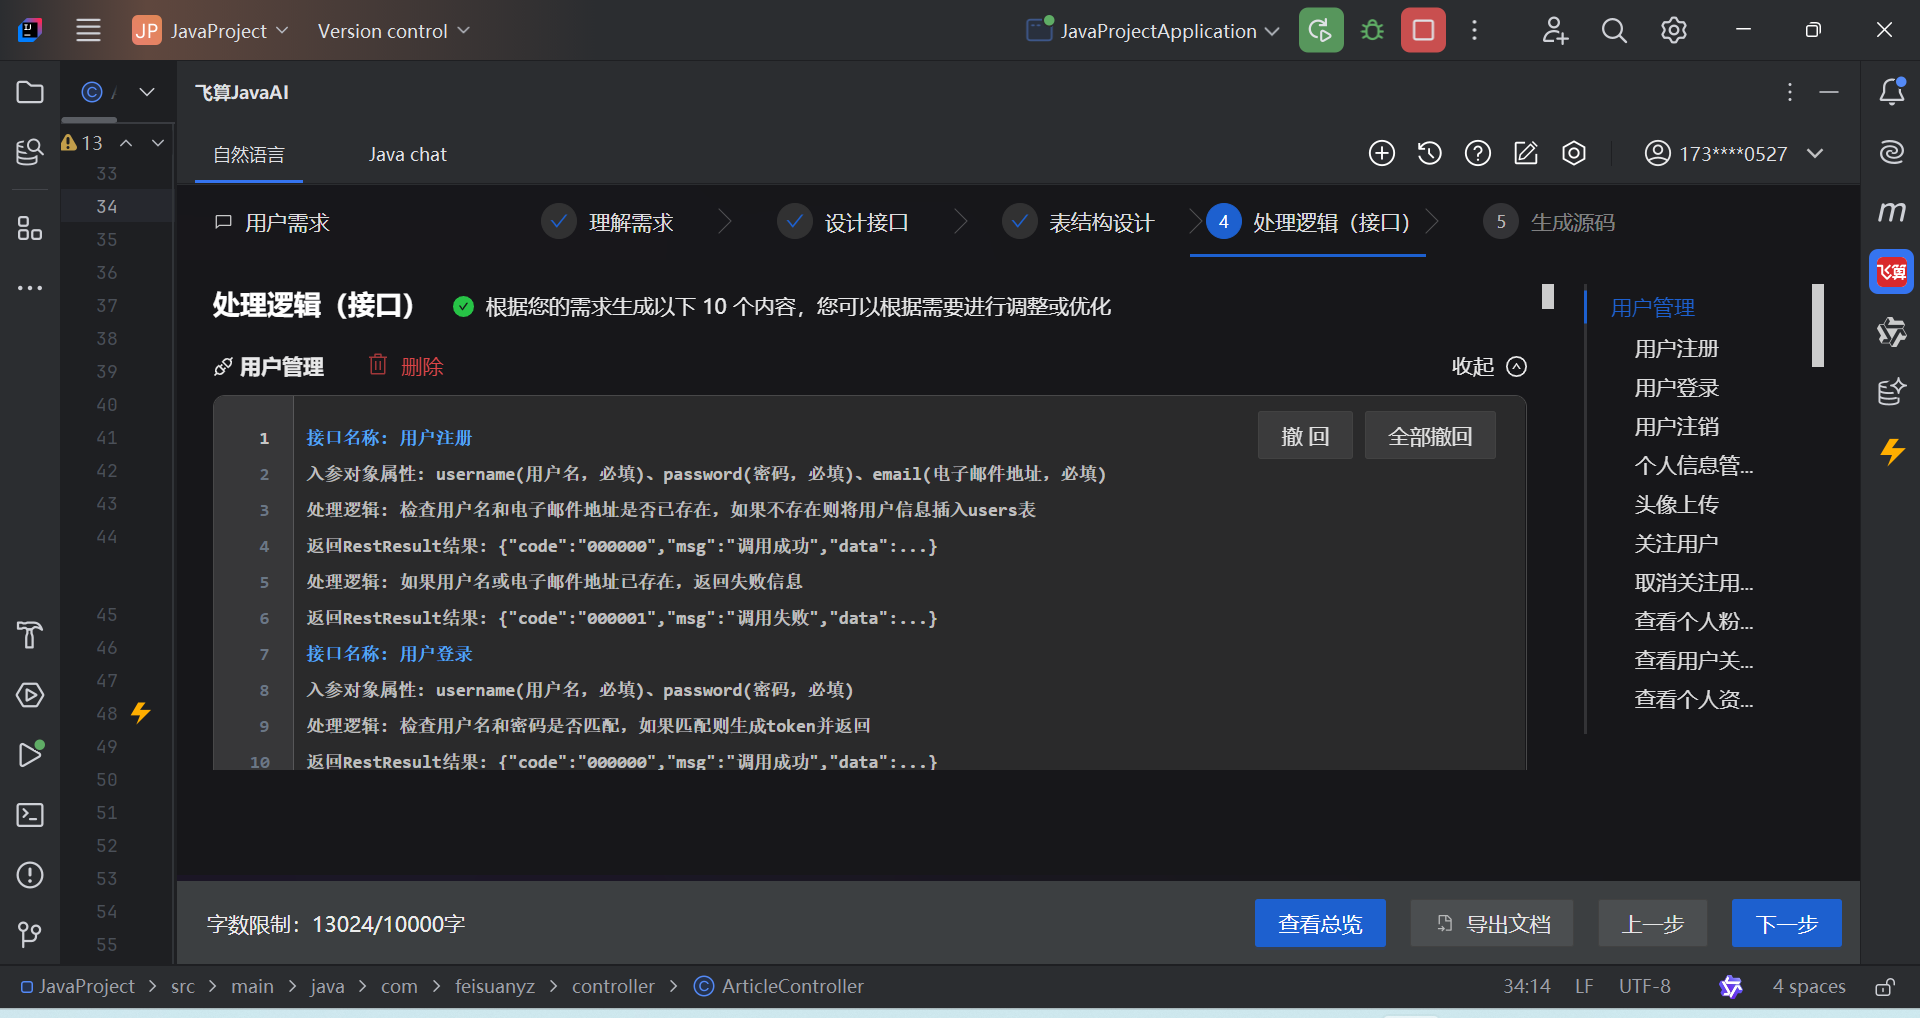 JP JavaProject Version control JavaProjectApplication
飞算JavaAI
13
自然语言 Java chat 173****0527
用户需求 理解需求 设计接口 表结构设计 4 处理逻辑（接口） 5 生成源码
处理逻辑（接口） 根据您的需求生成以下 10 个内容，您可以根据需要进行调整或优化
用户管理 删除 收起
撤 回 全部撤回
1 接口名称: 用户注册
2 入参对象属性: username(用户名, 必填)、password(密码, 必填)、email(电子邮件地址, 必填)
3 处理逻辑: 检查用户名和电子邮件地址是否已存在, 如果不存在则将用户信息插入users表
4 返回RestResult结果: {"code":"000000","msg":"调用成功","data":...}
5 处理逻辑: 如果用户名或电子邮件地址已存在, 返回失败信息
6 返回RestResult结果: {"code":"000001","msg":"调用失败","data":...}
7 接口名称: 用户登录
8 入参对象属性: username(用户名, 必填)、password(密码, 必填)
9 处理逻辑: 检查用户名和密码是否匹配, 如果匹配则生成token并返回
10 返回RestResult结果: {"code":"000000","msg":"调用成功","data":...}
用户管理
用户注册
用户登录
用户注销
个人信息管...
头像上传
关注用户
取消关注用...
查看个人粉...
查看用户关...
查看个人资...
飞算
33
34
35
36
37
38
39
40
41
42
43
44
45
46
47
48
49
50
51
52
53
54
55
字数限制：13024/10000字 查看总览 导出文档 上一步 下一步
JavaProject > src > main > java > com > feisuanyz > controller > ArticleController 34:14 LF UTF-8 4 spaces